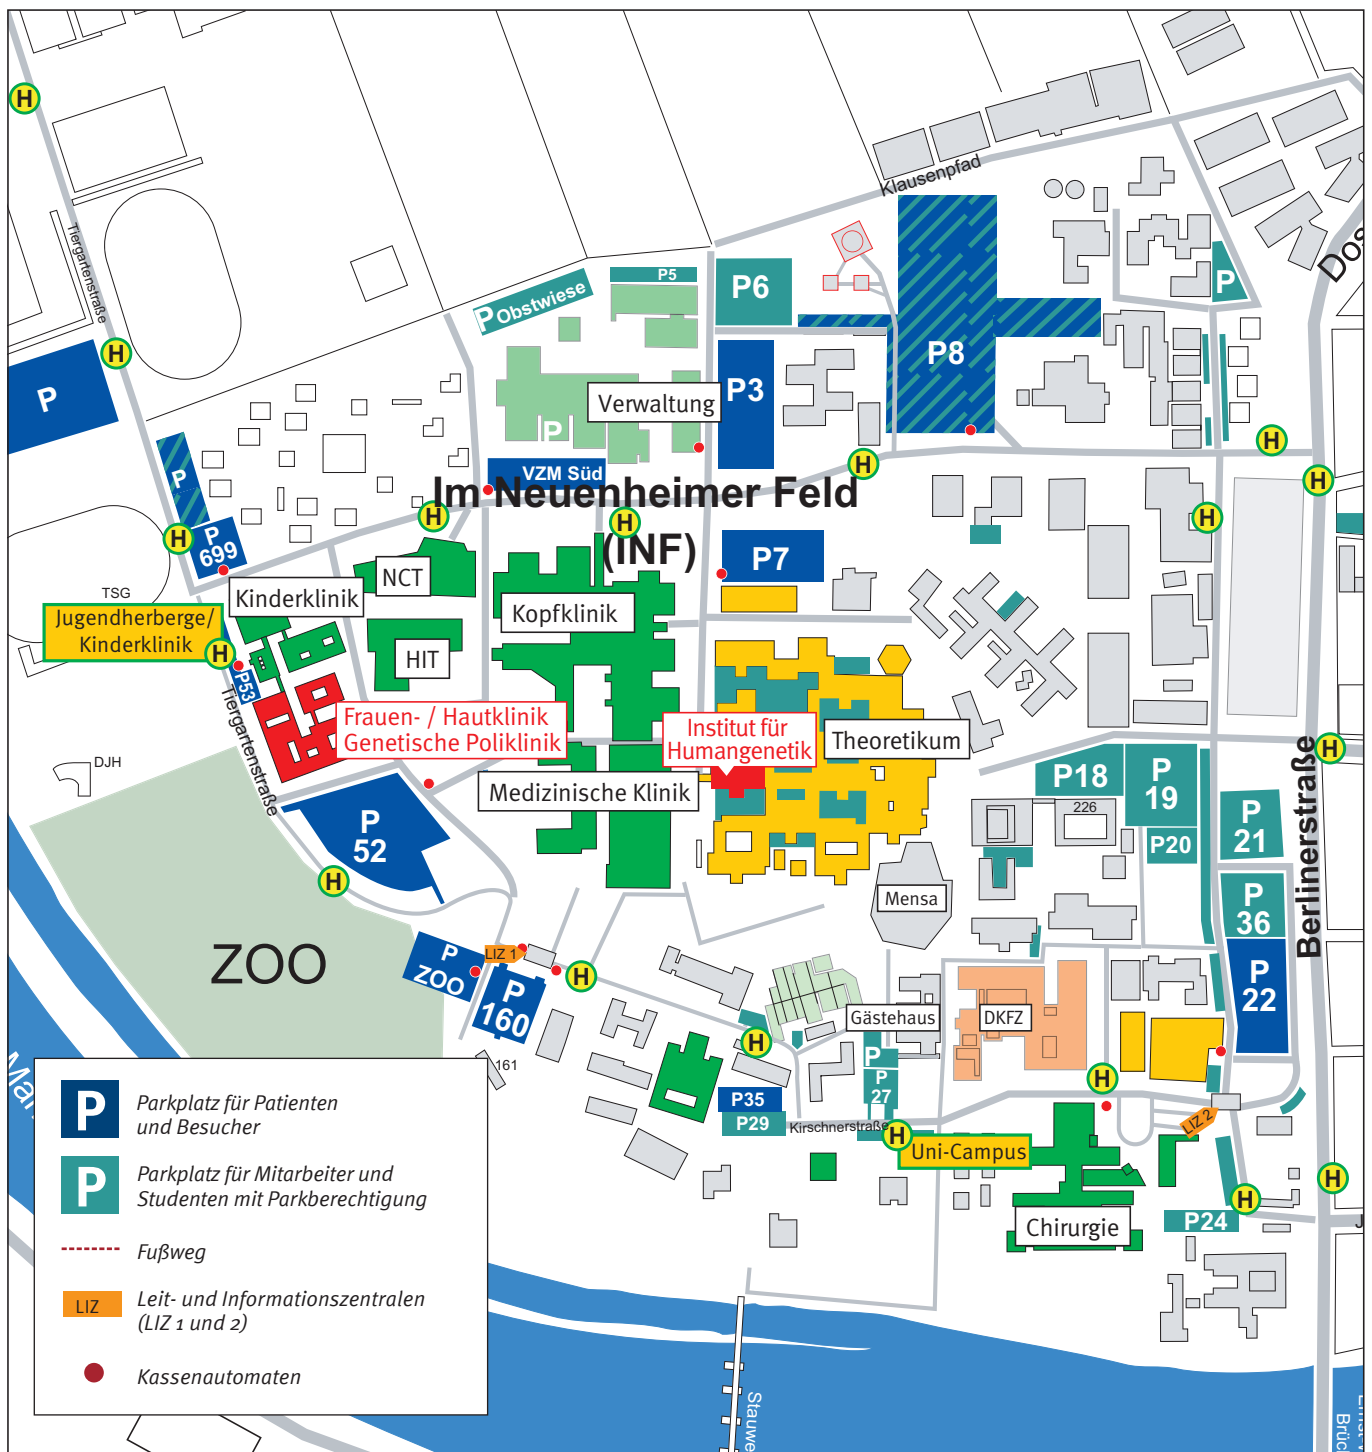 H
Klausenpfad
Tiergartenstraße
P5
P Obstwiese
P6
P
H
P
P8
P3
Verwaltung
P
P
VZM Süd
H
H
H
Im Neuenheimer Feld
(INF)
H
H
H
H
P
699
P7
NCT
TSG
Kinderklinik
Kopfklinik
Jugendherberge/
Kinderklinik
H
HIT
P53
Tiergartenstraße
Frauen- / Hautklinik
Genetische Poliklinik
Institut für
Humangenetik
Theoretikum
H
Berlinerstraße
DJH
Medizinische Klinik
P18
P
19
226
P20
P
21
P
52
H
Mensa
P
36
ZOO
LIZ 1
P
ZOO
P
160
H
P
22
Gästehaus
DKFZ
H
161
P
P
27
H
P35
P29
Kirschnerstraße
H
Uni-Campus
LIZ 2
H
H
Chirurgie
P24
P
Parkplatz für Patienten
und Besucher
P
Parkplatz für Mitarbeiter und
Studenten mit Parkberechtigung
Fußweg
LIZ
Leit- und Informationszentralen
(LIZ 1 und 2)
Kassenautomaten